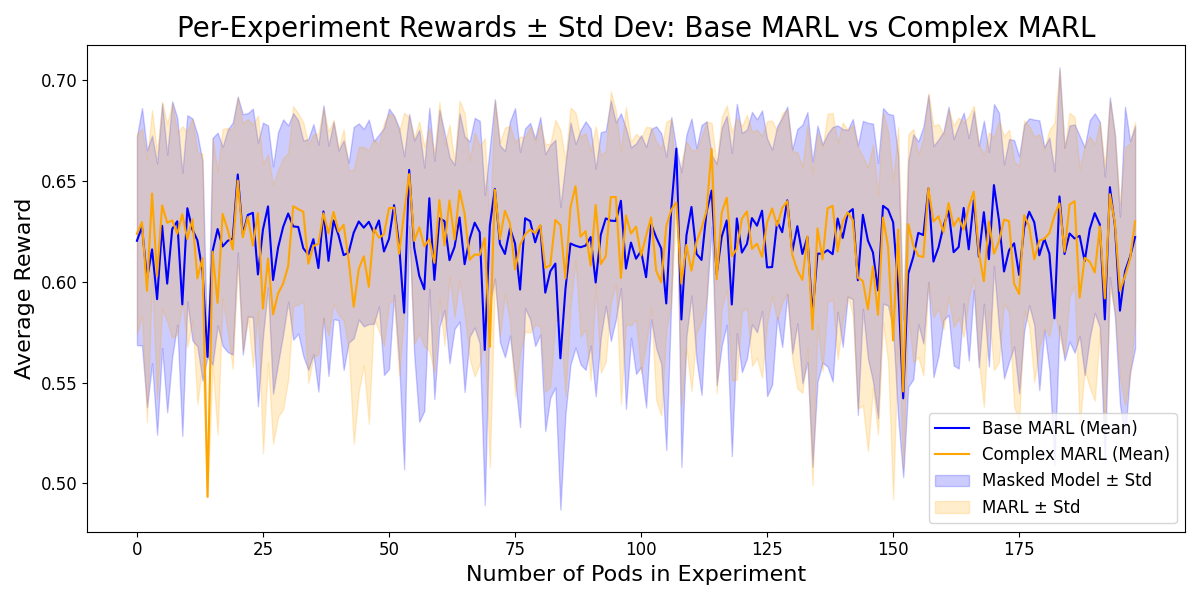 Per-Experiment Rewards ± Std Dev: Base MARL vs Complex MARL
Average Reward
0.70
0.65
0.60
0.55
0.50
Base MARL (Mean)
Complex MARL (Mean)
Masked Model ± Std
MARL ± Std
0 25 50 75 100 125 150 175
Number of Pods in Experiment